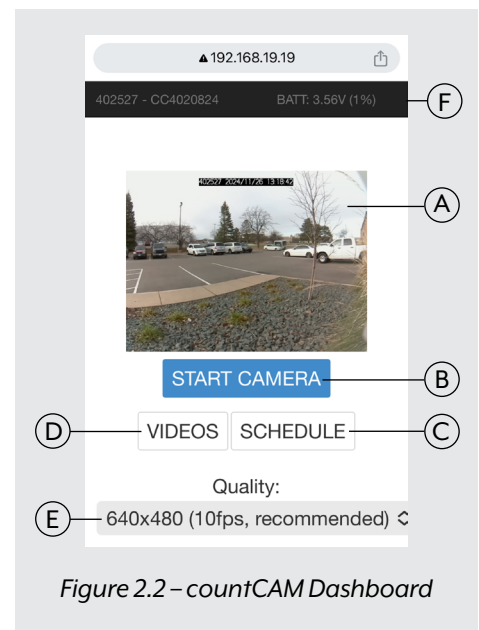 192.168.19.19
402527 - CC4020824 BATT: 3.56V (1%)
F
402527 2024/11/26 13:18:42
A
START CAMERA
B
D
VIDEOS SCHEDULE
C
Quality:
E
640x480 (10fps, recommended)
Figure 2.2 – countCAM Dashboard